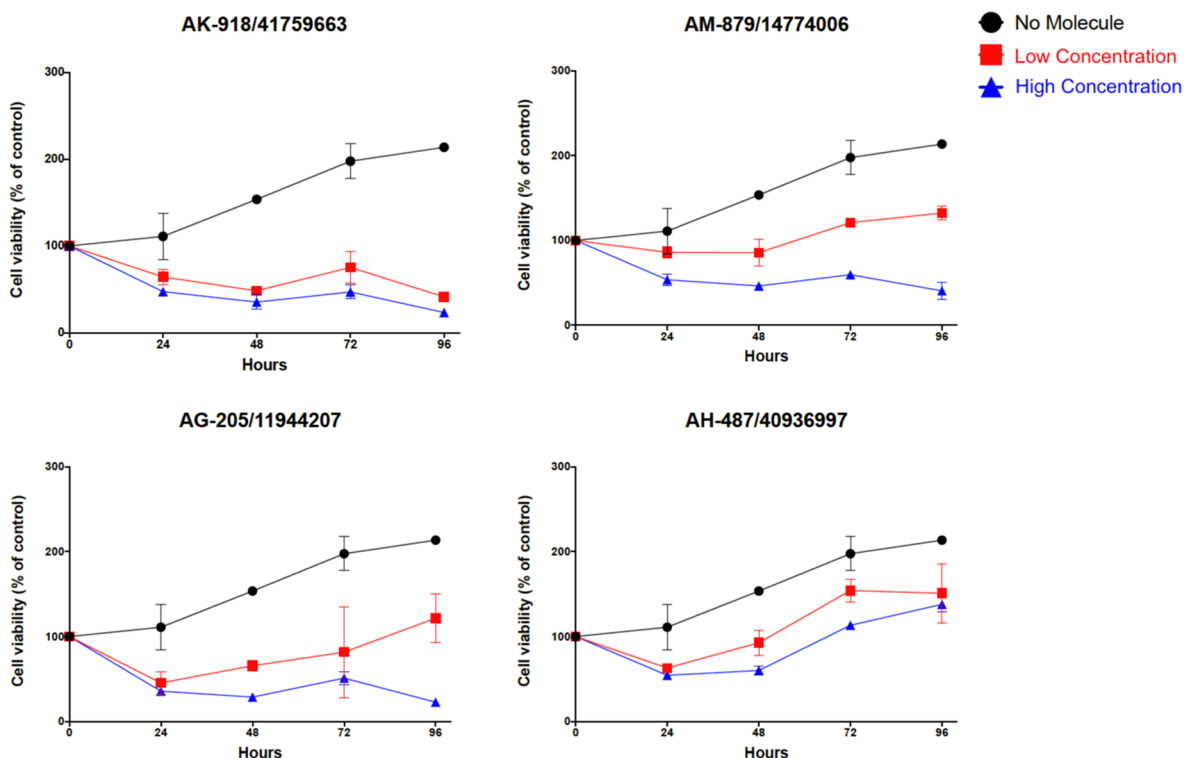 AK-918/41759663
AM-879/14774006
No Molecule
Low Concentration
High Concentration
Cell viability (% of control)
300
200
100
0
0 24 48 72 96
Hours
Cell viability (% of control)
300
200
100
0
0 24 48 72 96
Hours
AG-205/11944207
AH-487/40936997
Cell viability (% of control)
300
200
100
0
0 24 48 72 96
Hours
Cell viability (% of control)
300
200
100
0
0 24 48 72 96
Hours